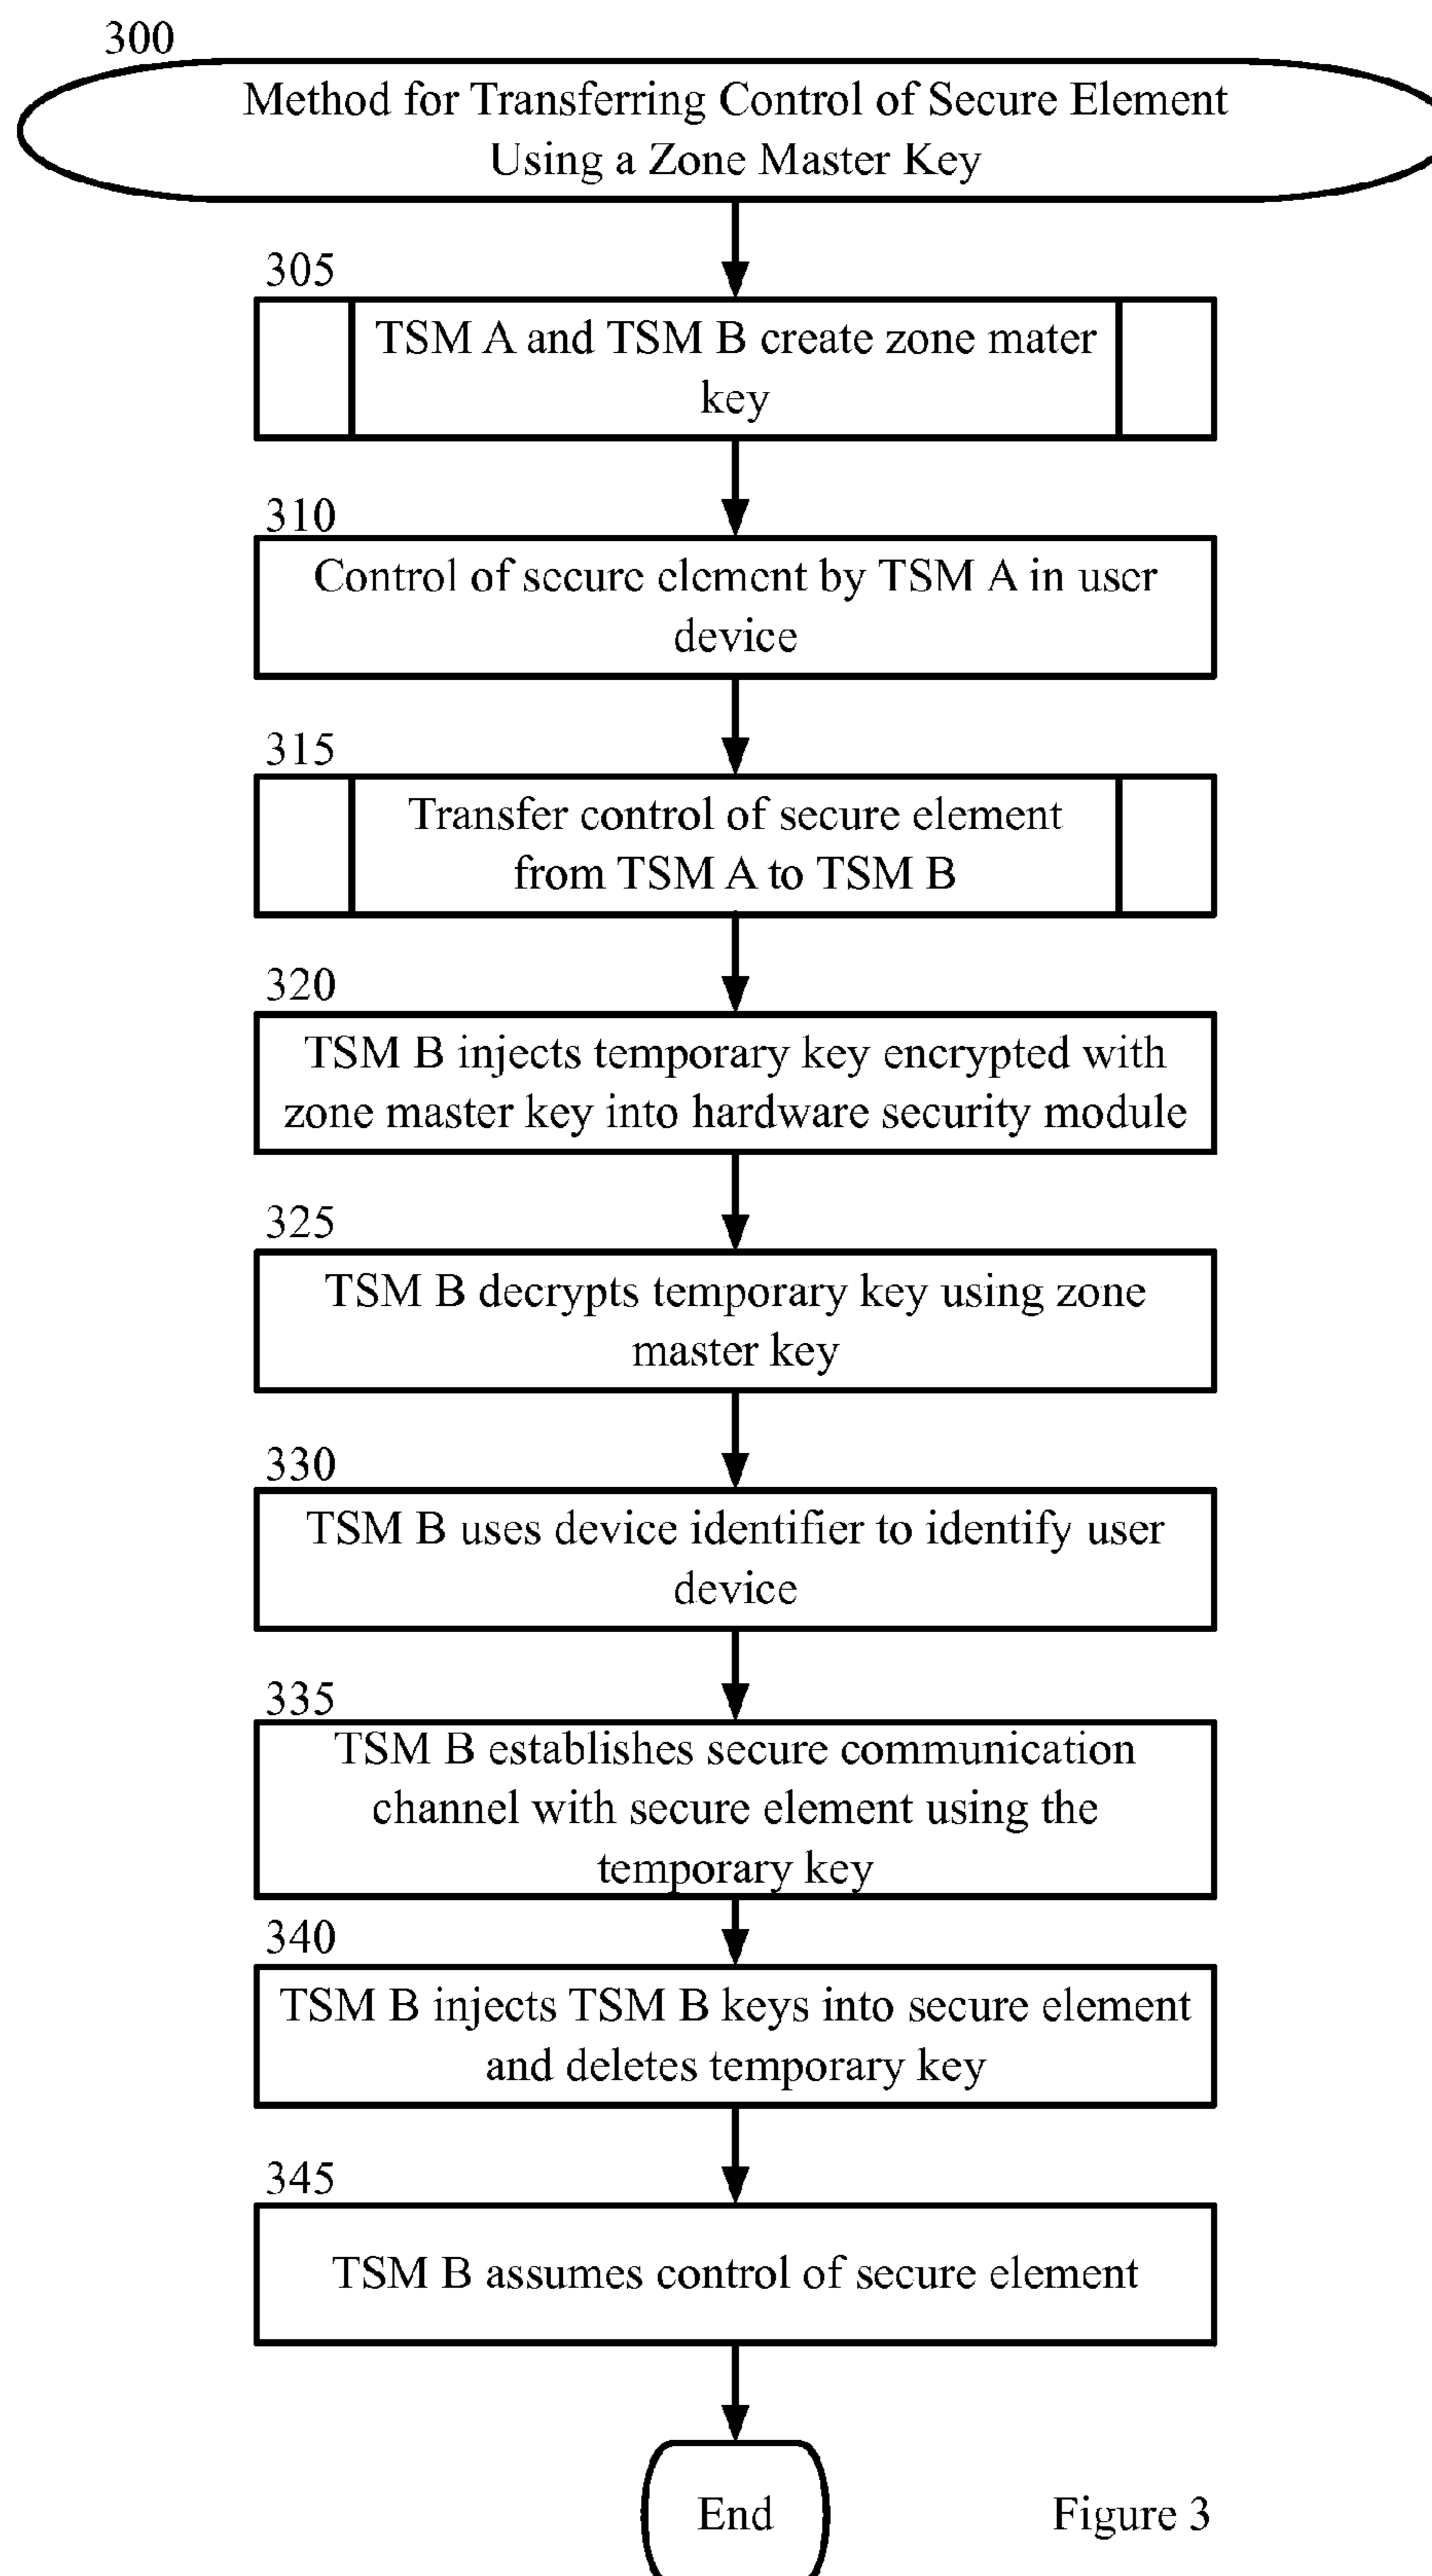 300
Method for Transferring Control of Secure Element
Using a Zone Master Key
305
TSM A and TSM B create zone mater
key
310
Control of secure element by TSM A in user
device
315
Transfer control of secure element
from TSM A to TSM B
320
TSM B injects temporary key encrypted with
zone master key into hardware security module
325
TSM B decrypts temporary key using zone
master key
330
TSM B uses device identifier to identify user
device
335
TSM B establishes secure communication
channel with secure element using the
temporary key
340
TSM B injects TSM B keys into secure element
and deletes temporary key
345
TSM B assumes control of secure element
End
Figure 3